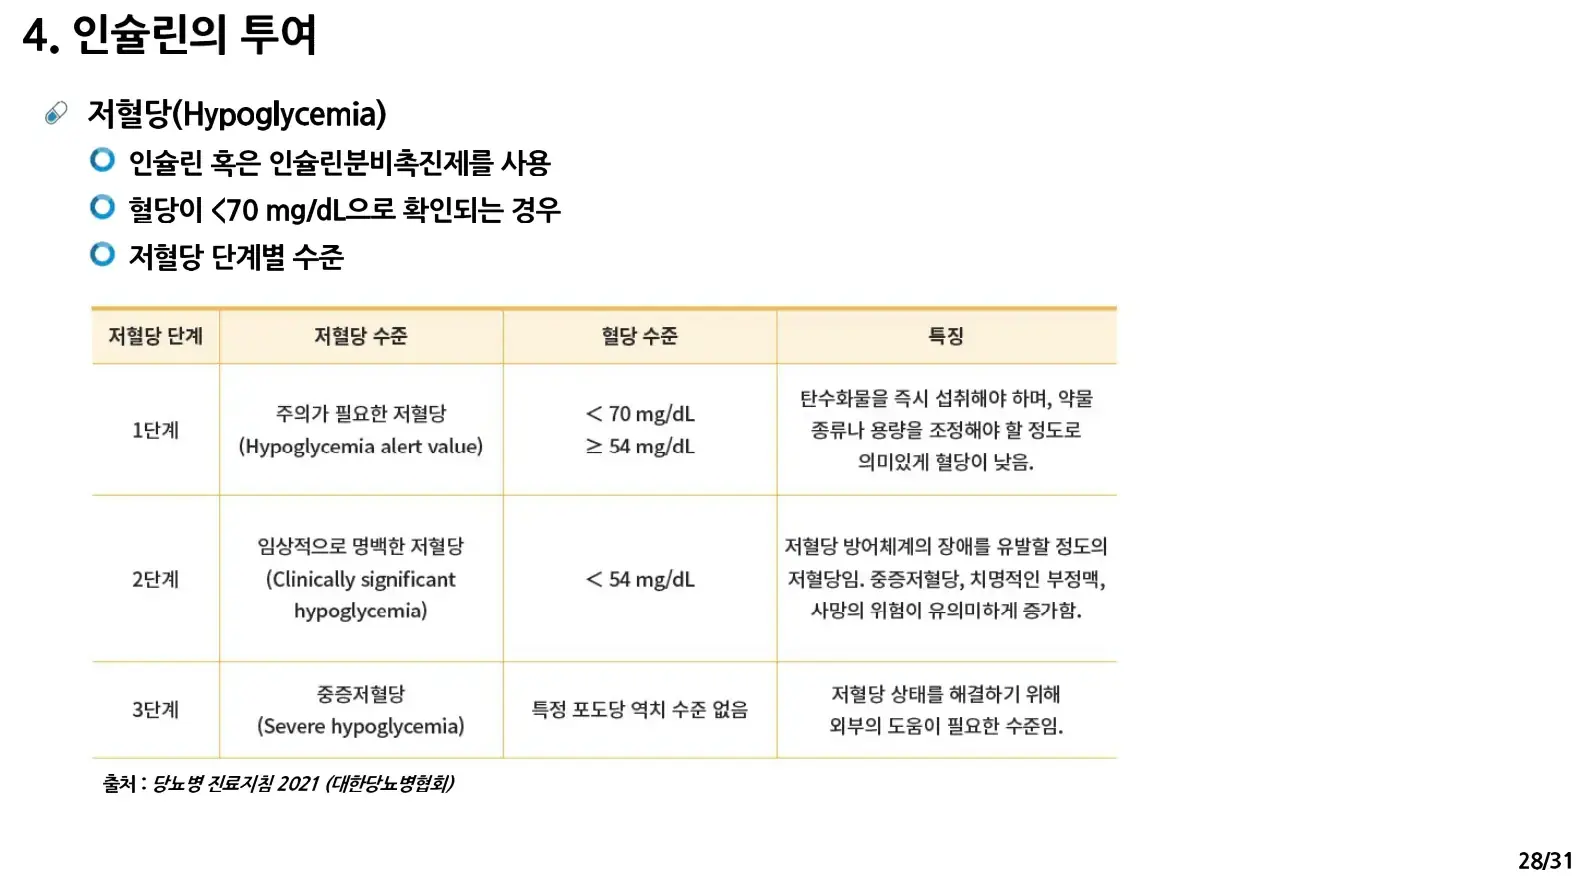 4. 인슐린의 투여
저혈당(Hypoglycemia)
인슐린 혹은 인슐린분비촉진제를 사용
혈당이 <70 mg/dL으로 확인되는 경우
저혈당 단계별 수준
저혈당 단계 저혈당 수준 혈당 수준 특징
1단계
주의가 필요한 저혈당
(Hypoglycemia alert value)
< 70 mg/dL
≥ 54 mg/dL
탄수화물을 즉시 섭취해야 하며, 약물
종류나 용량을 조정해야 할 정도로
의미있게 혈당이 낮음.
2단계
임상적으로 명백한 저혈당
(Clinically significant
hypoglycemia)
< 54 mg/dL
저혈당 방어체계의 장애를 유발할 정도의
저혈당임. 중증저혈당, 치명적인 부정맥,
사망의 위험이 유의미하게 증가함.
3단계
중증저혈당
(Severe hypoglycemia)
특정 포도당 역치 수준 없음
저혈당 상태를 해결하기 위해
외부의 도움이 필요한 수준임.
출처 : 당뇨병 진료지침 2021 (대한당뇨병협회)
28/31